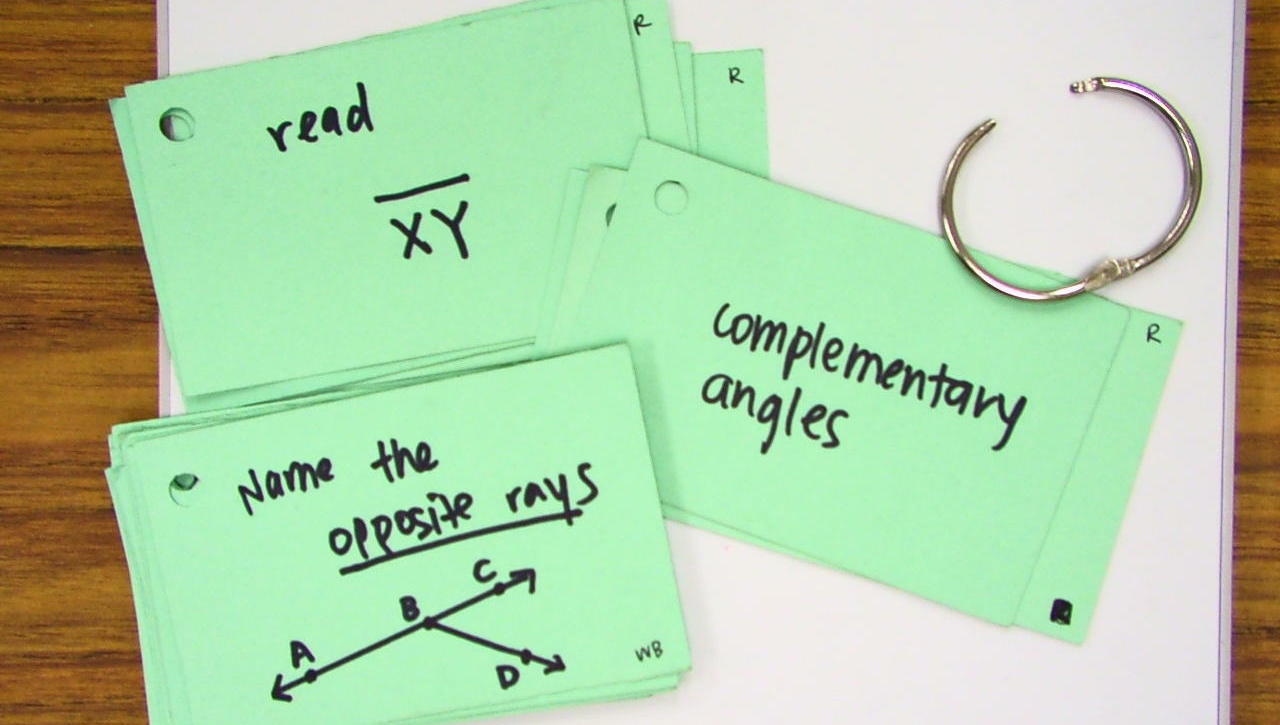 R
R
read
XY
R
complementary
angles
Name the
opposite rays
C
B
A
D
WB